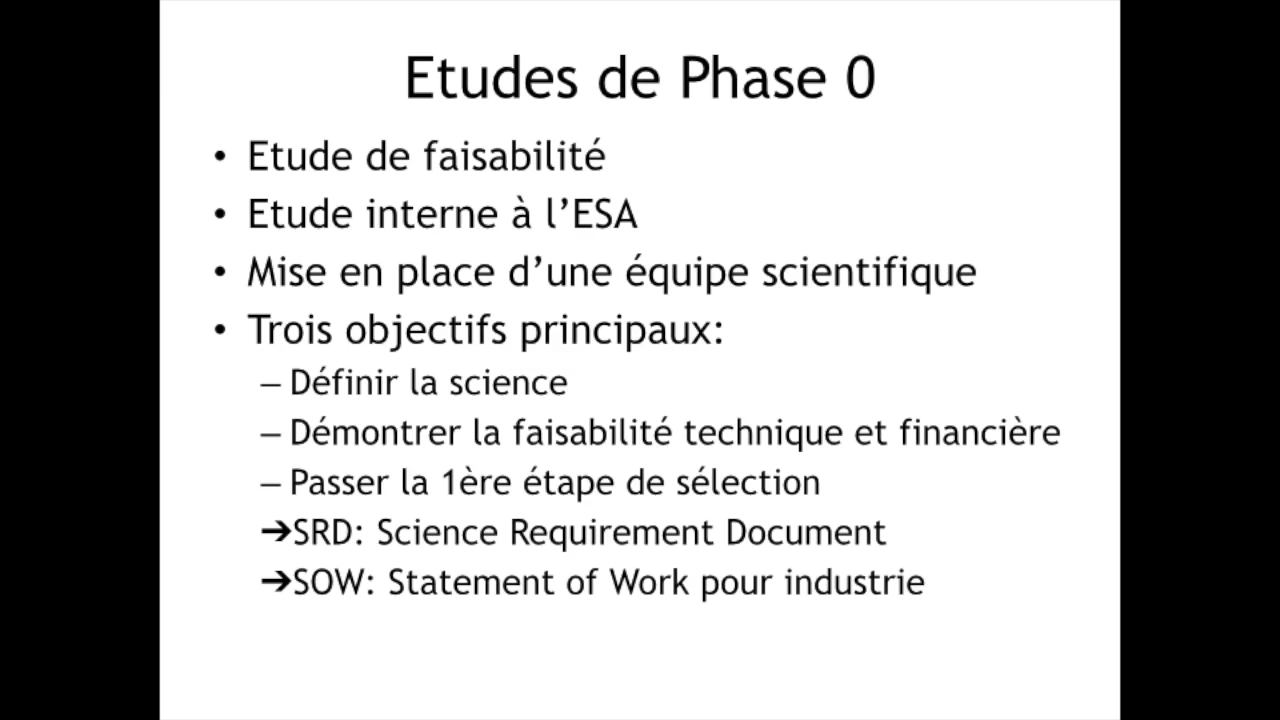 Etudes de Phase 0
• Etude de faisabilité
• Etude interne à l’ESA
• Mise en place d’une équipe scientifique
• Trois objectifs principaux:
– Définir la science
– Démontrer la faisabilité technique et financière
– Passer la 1ère étape de sélection
➔SRD: Science Requirement Document
➔SOW: Statement of Work pour industrie